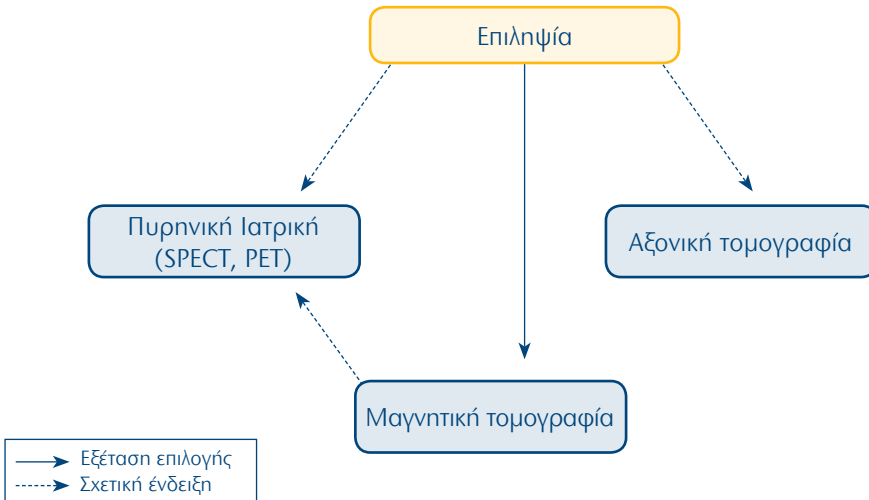 Επιληψία
Πυρηνική Ιατρική
(SPECT, PET)
Αξονική τομογραφία
Μαγνητική τομογραφία
Εξέταση επιλογής
Σχετική ένδειξη